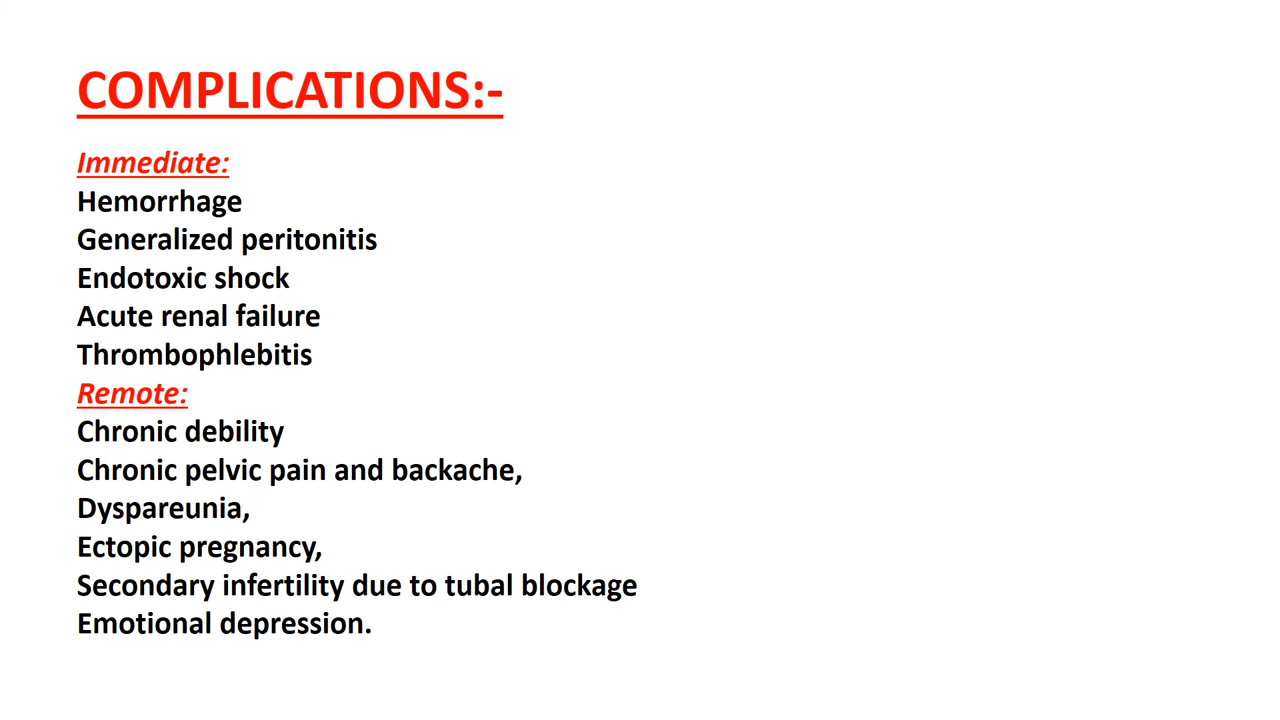 COMPLICATIONS:-
Immediate:
Hemorrhage
Generalized peritonitis
Endotoxic shock
Acute renal failure
Thrombophlebitis
Remote:
Chronic debility
Chronic pelvic pain and backache,
Dyspareunia,
Ectopic pregnancy,
Secondary infertility due to tubal blockage
Emotional depression.